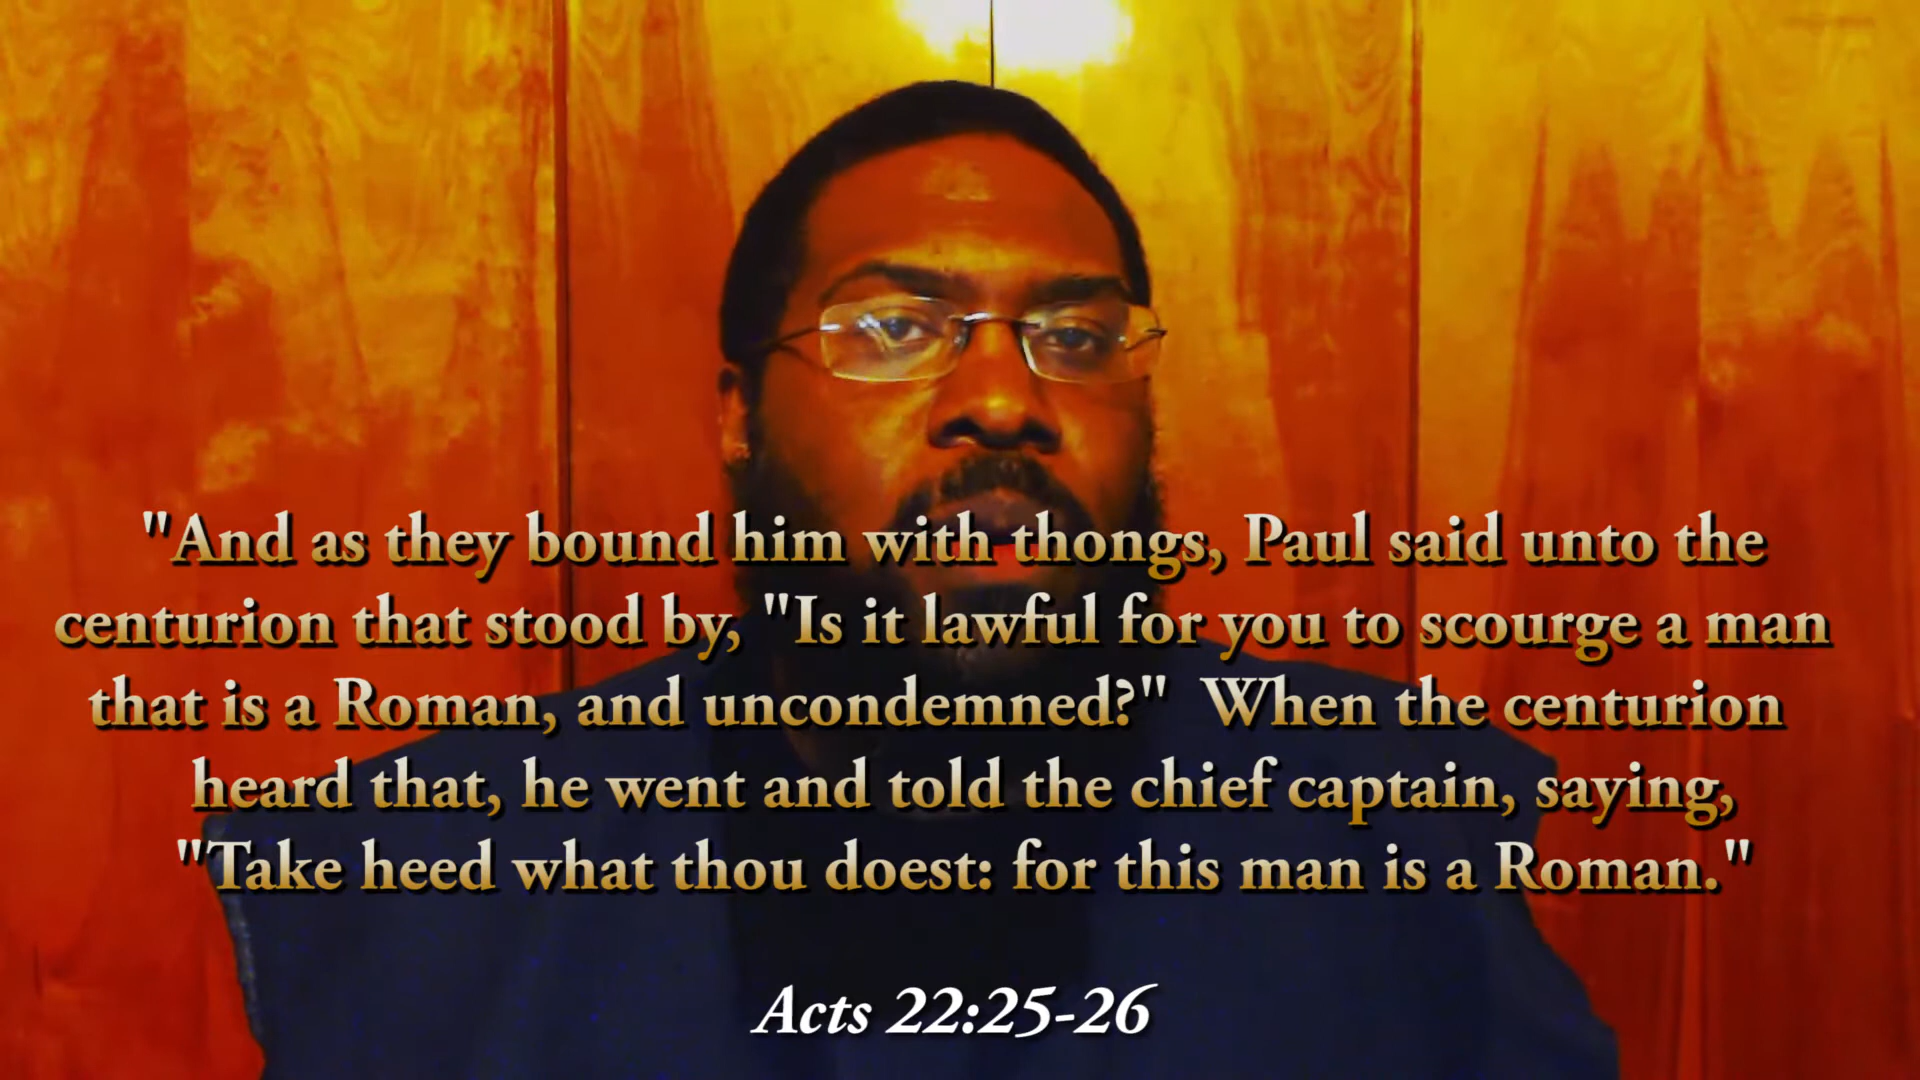 "And as they bound him with thongs, Paul said unto the
centurion that stood by, "Is it lawful for you to scourge a man
that is a Roman, and uncondemned?"  When the centurion
heard that, he went and told the chief captain, saying,
"Take heed what thou doest: for this man is a Roman."
Acts 22:25-26